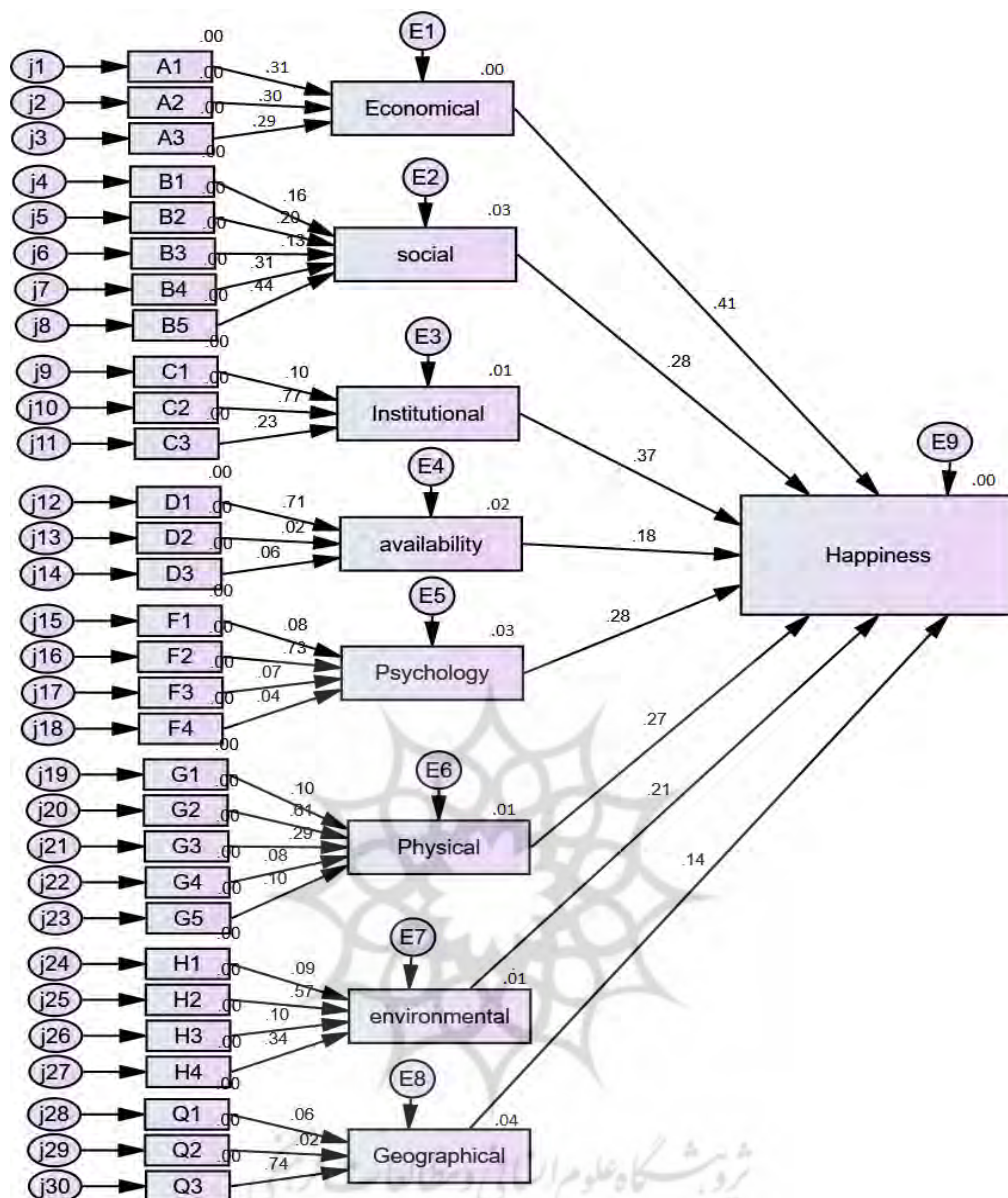 .00
E1
j1 A1 .00 .31 .00
j2 A2 .00 .30 Economical
j3 A3 .29
.00
E2
j4 B1 .00 .16 .03
j5 B2 .00 .20 social .41
j6 B3 .00 .13
j7 B4 .00 .31 .28
j8 B5 .44
.00
E3
j9 C1 .00 .10 .01
j10 C2 .00 .77 Institutional
j11 C3 .23 .37 E9
.00
E4 .00
j12 D1 .00 .71 .02
j13 D2 .00 .02 availability .18 Happiness
j14 D3 .06
.00
E5
j15 F1 .00 .08 .03 .28
j16 F2 .00 .73 Psychology
j17 F3 .00 .07
j18 F4 .04 .27
.00
E6
j19 G1 .00 .10 .21
j20 G2 .00 .61 .01
j21 G3 .00 .29 Physical
j22 G4 .00 .08 .14
j23 G5 .10
.00
E7
j24 H1 .00 .09 .01
j25 H2 .00 .57 environmental
j26 H3 .00 .10
j27 H4 .34
.00
E8
j28 Q1 .00 .06 .04
j29 Q2 .00 .02 Geographical
j30 Q3 .74
پژوهشگاه علوم انسانی و مطالعات فرهنگی